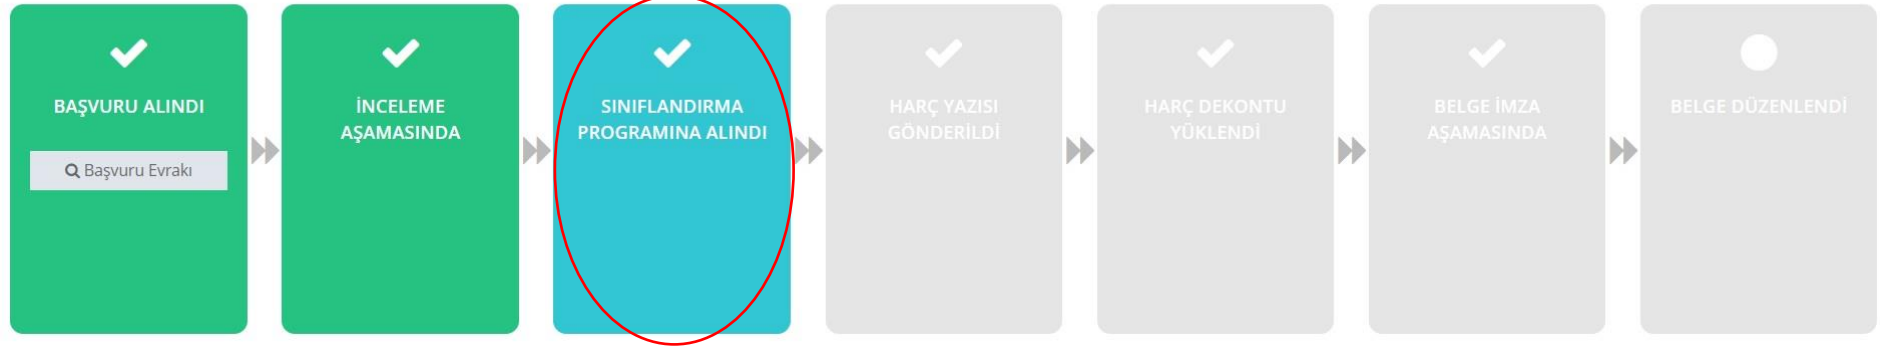 BAŞVURU ALINDI
Başvuru Evrakı
İNCELEME
AŞAMASINDA
SINIFLANDIRMA
PROGRAMINA ALINDI
HARÇ YAZISI
GÖNDERİLDİ
HARÇ DEKONTU
YÜKLENDİ
BELGE İMZA
AŞAMASINDA
BELGE DÜZENLENDİ